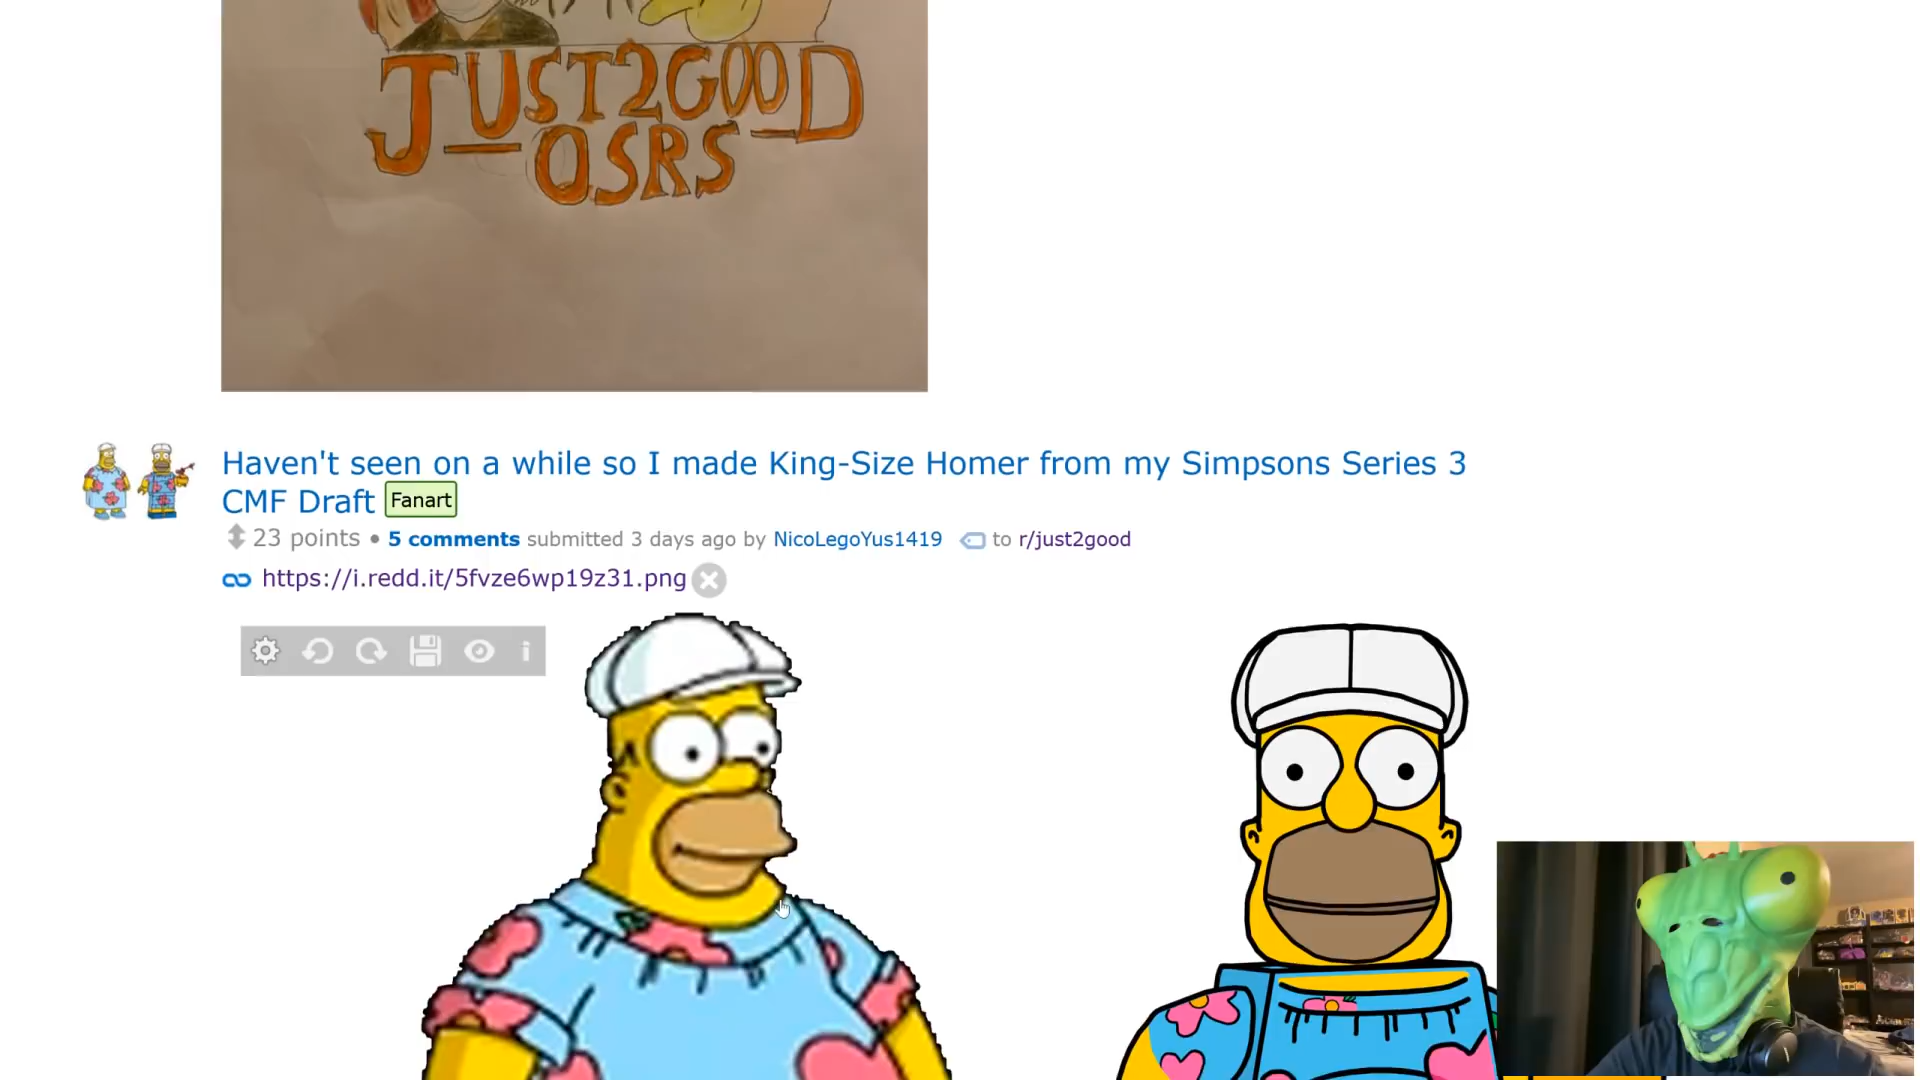 JUST2GOOD
OSRS
Haven't seen on a while so I made King-Size Homer from my Simpsons Series 3
CMF Draft Fanart
23 points • 5 comments submitted 3 days ago by NicoLegoYus1419 to r/just2good
https://i.redd.it/5fvze6wp19z31.png